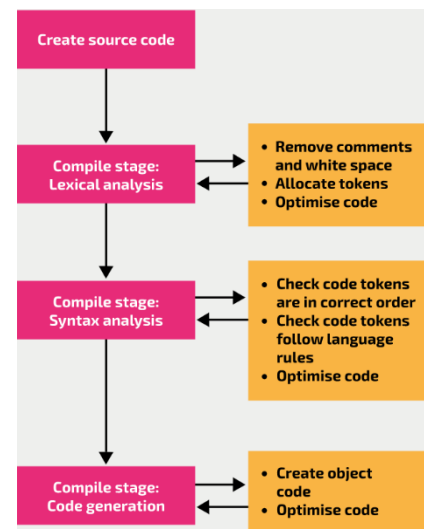 Create source code
Compile stage:
Lexical analysis
• Remove comments
and white space
• Allocate tokens
• Optimise code
Compile stage:
Syntax analysis
• Check code tokens
are in correct order
• Check code tokens
follow language
rules
• Optimise code
Compile stage:
Code generation
• Create object
code
• Optimise code